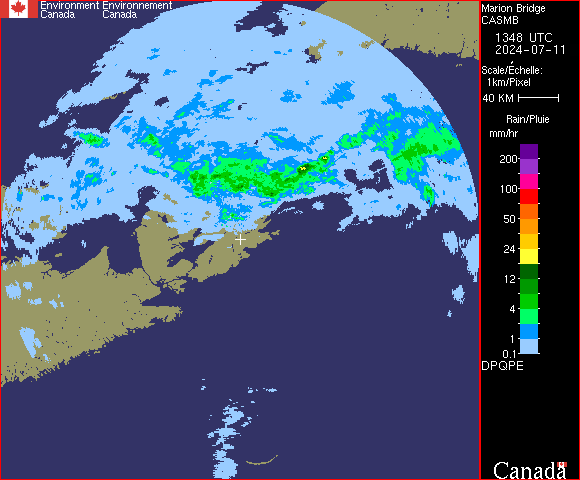 Environment Environnement
Canada Canada
Marion Bridge
CASMB
1348 UTC
2024-07-11
Scale/Échelle:
1km/Pixel
40 KM
Rain/Pluie
mm/hr
200
100
50
24
12
4
1
0.1
DPQPE
Canada